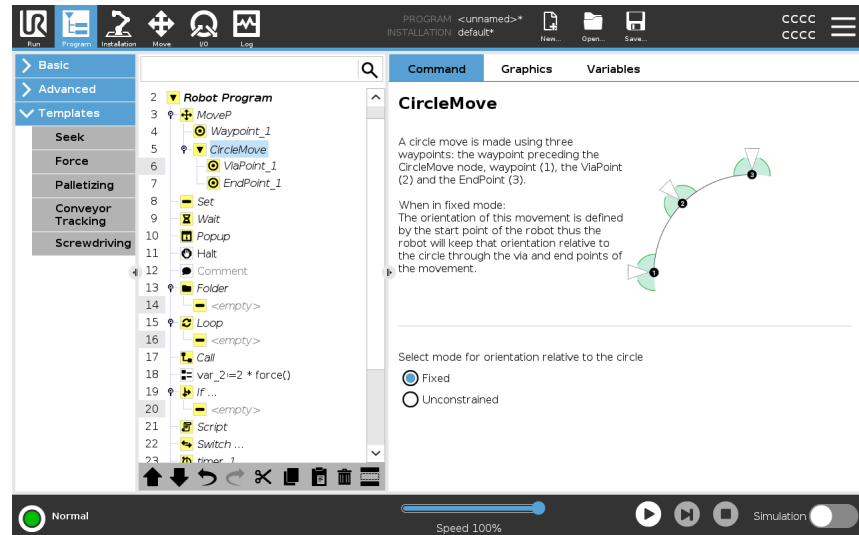 UR
PROGRAM <unnamed>*
INSTALLATION default*
CCCC
CCCC
Run
Program
Installation
Move
I/O
Log
New...
Open...
Save...
Basic
Advanced
Templates
Seek
Force
Palletizing
Conveyor
Tracking
Screwdriving
2 Robot Program
3 MoveP
4 Waypoint_1
5 CircleMove
6 ViaPoint_1
7 EndPoint_1
8 Set
9 Wait
10 Popup
11 Halt
12 Comment
13 Folder
14 <empty>
15 Loop
16 <empty>
17 Call
18 var_2:=2 * force()
19 If ...
20 <empty>
21 Script
22 Switch ...
23 timer_1
Command
Graphics
Variables
CircleMove
A circle move is made using three
waypoints: the waypoint preceding the
CircleMove node, waypoint (1), the ViaPoint
(2) and the EndPoint (3).
When in fixed mode:
The orientation of this movement is defined
by the start point of the robot thus the
robot will keep that orientation relative to
the circle through the via and end points of
the movement.
3
2
1
Select mode for orientation relative to the circle
Fixed
Unconstrained
Normal
Speed 100%
Simulation